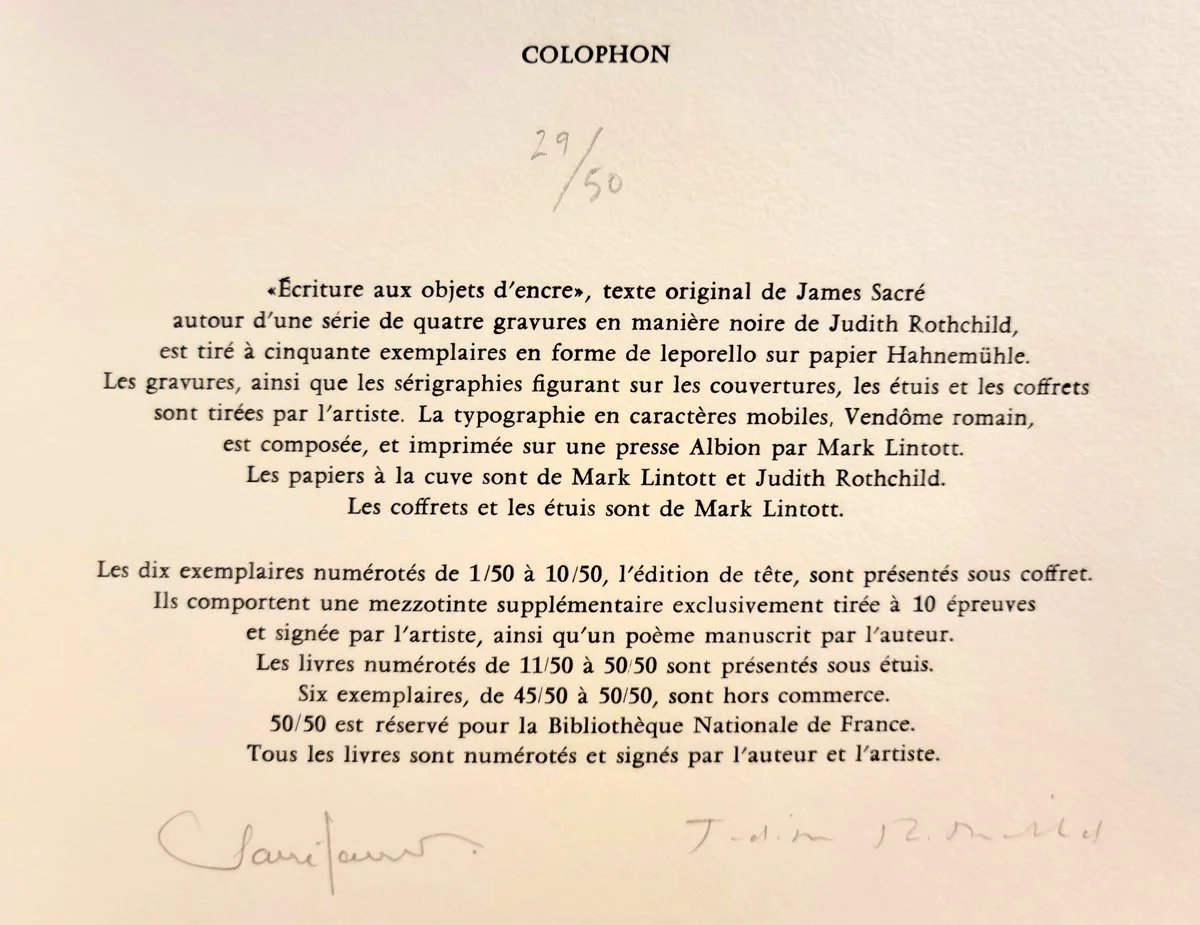 COLOPHON
29/50
«Écriture aux objets d'encre», texte original de James Sacré
autour d'une série de quatre gravures en manière noire de Judith Rothchild,
est tiré à cinquante exemplaires en forme de leporello sur papier Hahnemühle.
Les gravures, ainsi que les sérigraphies figurant sur les couvertures, les étuis et les coffrets
sont tirées par l'artiste. La typographie en caractères mobiles, Vendôme romain,
est composée, et imprimée sur une presse Albion par Mark Lintott.
Les papiers à la cuve sont de Mark Lintott et Judith Rothchild.
Les coffrets et les étuis sont de Mark Lintott.
Les dix exemplaires numérotés de 1/50 à 10/50, l'édition de tête, sont présentés sous coffret.
Ils comportent une mezzotinte supplémentaire exclusivement tirée à 10 épreuves
et signée par l'artiste, ainsi qu'un poème manuscrit par l'auteur.
Les livres numérotés de 11/50 à 50/50 sont présentés sous étuis.
Six exemplaires, de 45/50 à 50/50, sont hors commerce.
50/50 est réservé pour la Bibliothèque Nationale de France.
Tous les livres sont numérotés et signés par l'auteur et l'artiste.